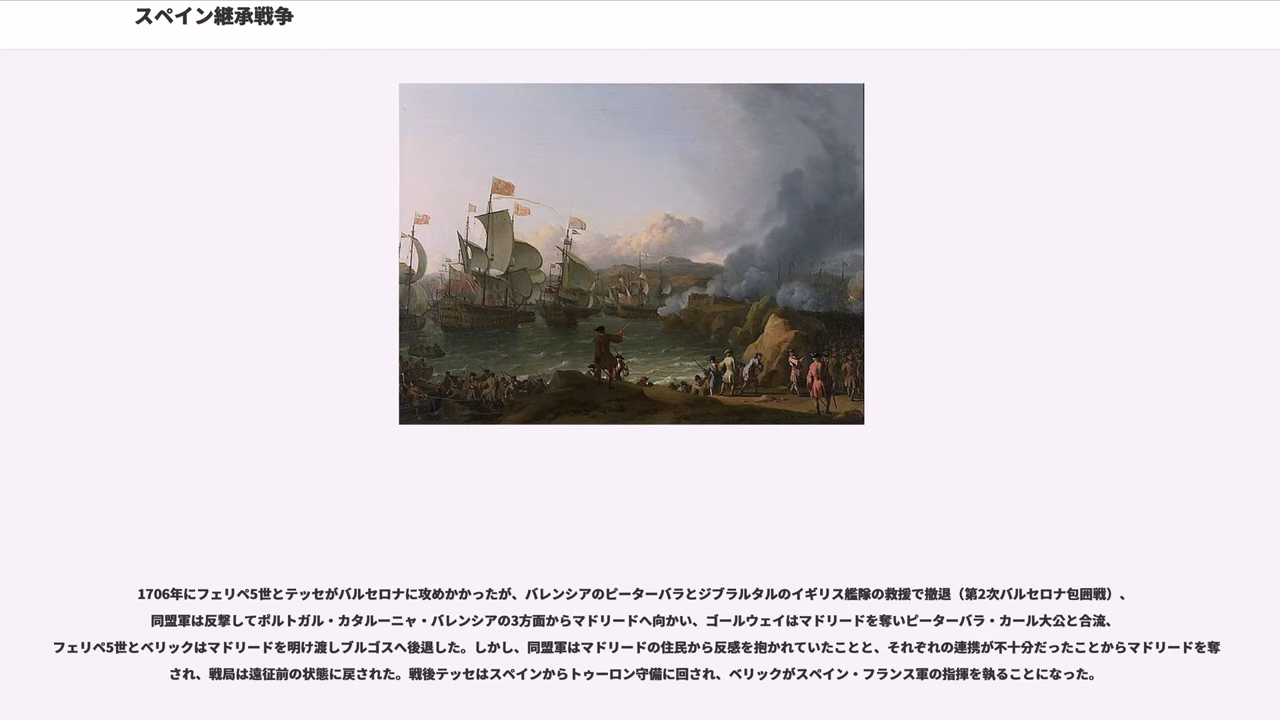 スペイン継承戦争
1706年にフェリペ5世とテッセがバルセロナに攻めかかったが、バレンシアのピーターバラとジブラルタルのイギリス艦隊の救援で撤退（第2次バルセロナ包囲戦）、
同盟軍は反撃してポルトガル・カタルーニャ・バレンシアの3方面からマドリードへ向かい、ゴールウェイはマドリードを奪いピーターバラ・カール大公と合流、
フェリペ5世とベリックはマドリードを明け渡しブルゴスへ後退した。しかし、同盟軍はマドリードの住民から反感を抱かれていたことと、それぞれの連携が不十分だったことからマドリードを奪
され、戦局は遠征前の状態に戻された。戦後テッセはスペインからトゥーロン守備に回され、ベリックがスペイン・フランス軍の指揮を執ることになった。